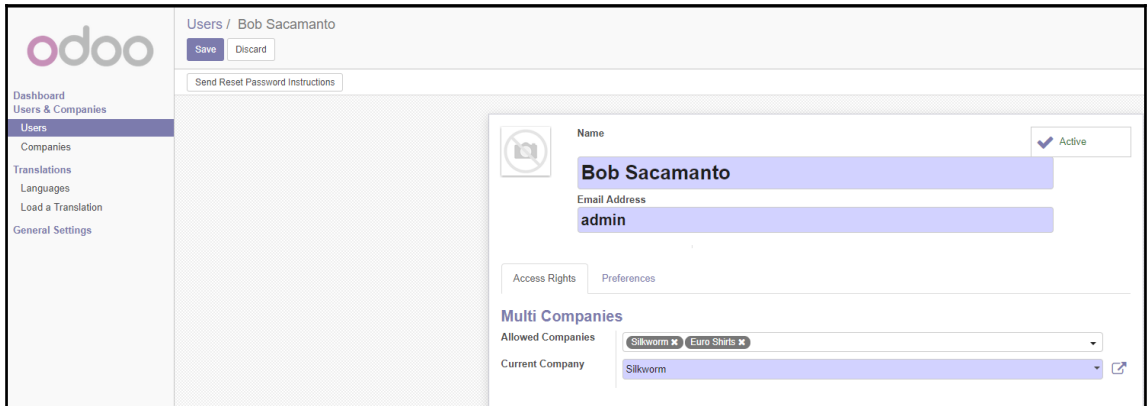 odoo
Dashboard
Users & Companies
Users
Companies
Translations
Languages
Load a Translation
General Settings
Users / Bob Sacamanto
Save Discard
Send Reset Password Instructions
Name
Active
Bob Sacamanto
Email Address
admin
Access Rights Preferences
Multi Companies
Allowed Companies Silkworm Euro Shirts
Current Company Silkworm